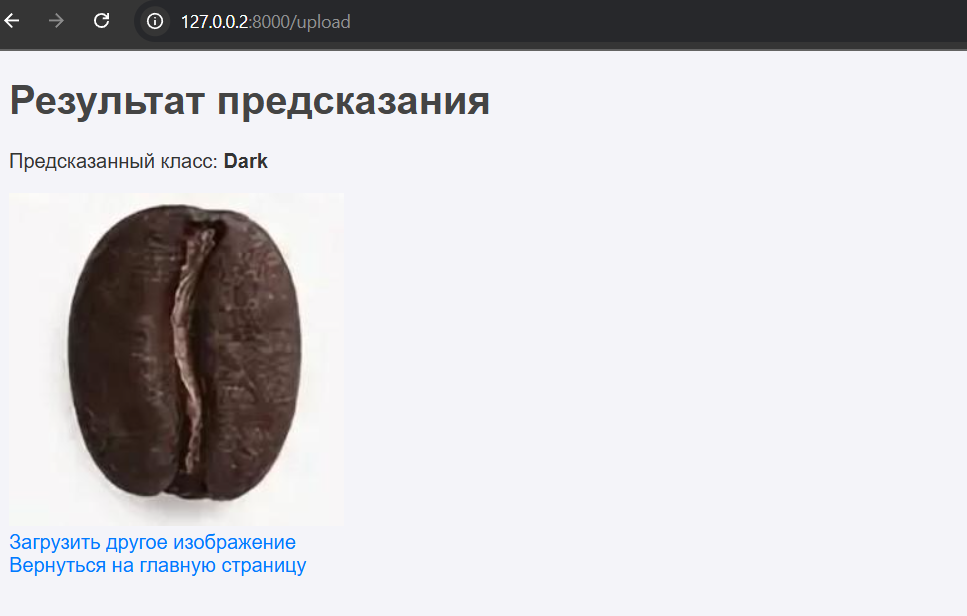 127.0.0.2:8000/upload
Результат предсказания
Предсказанный класс: Dark
Загрузить другое изображение
Вернуться на главную страницу